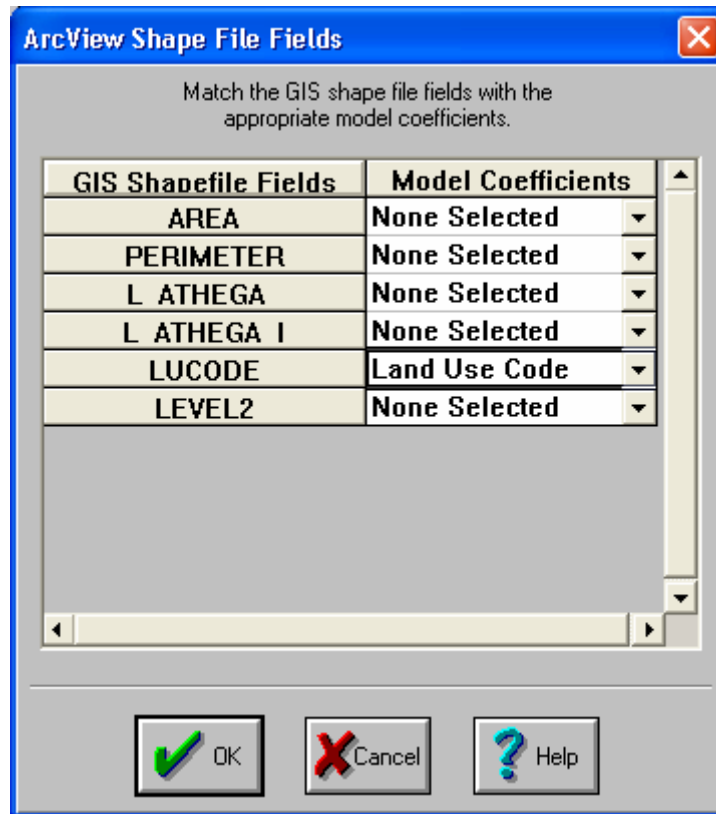 ArcView Shape File Fields
Match the GIS shape file fields with the
appropriate model coefficients.
GIS Shapefile Fields Model Coefficients
AREA None Selected
PERIMETER None Selected
L ATHEGA None Selected
L ATHEGA I None Selected
LUCODE Land Use Code
LEVEL2 None Selected
OK Cancel Help